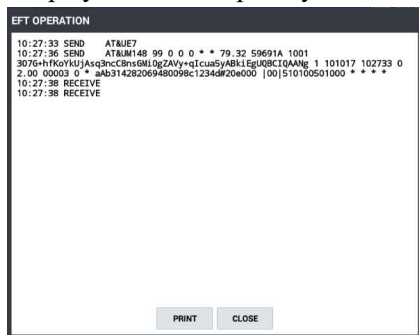 EFT OPERATION
10:27:33 SEND AT&UE7
10:27:36 SEND AT&UM148 99 0 0 0 * * 79.32 59691A 1001
307G+hfKoYkUjAsq3ncC8nsGMi0gZAVy+qIcua5yABkiEgUQBCIQAANg 1 101017 102733 0
2.00 00003 0 * aAb314282069480098c1234d#20e000 |00|510100501000 * * * *
10:27:38 RECEIVE
10:27:38 RECEIVE
PRINT CLOSE